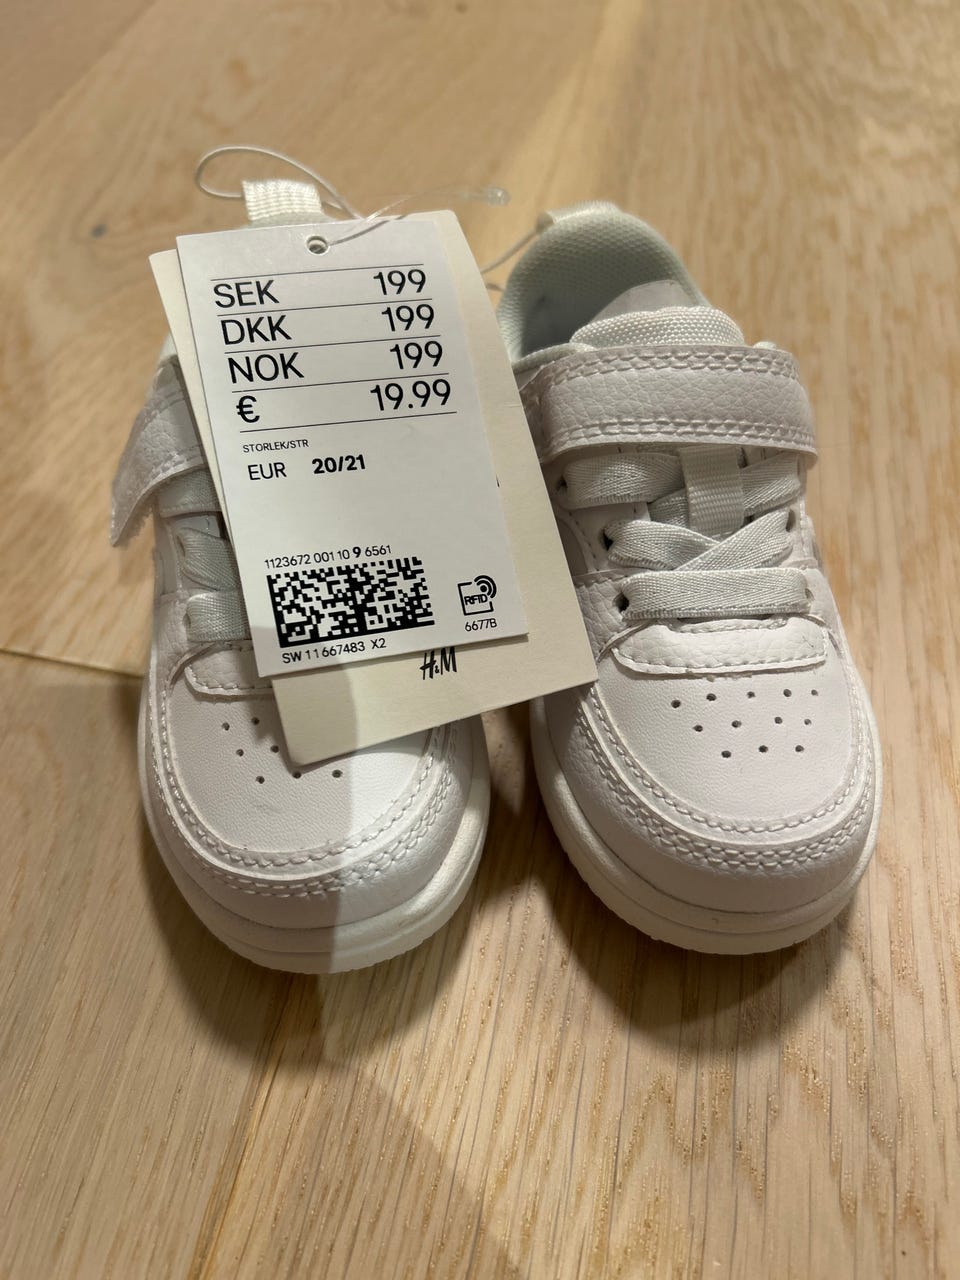 SEK 199
DKK 199
NOK 199
€ 19.99
STORLEK/STR
EUR 20/21
1123672 001 10 9 6561
RFID
6677B
SW 11 667483 X2
H&M